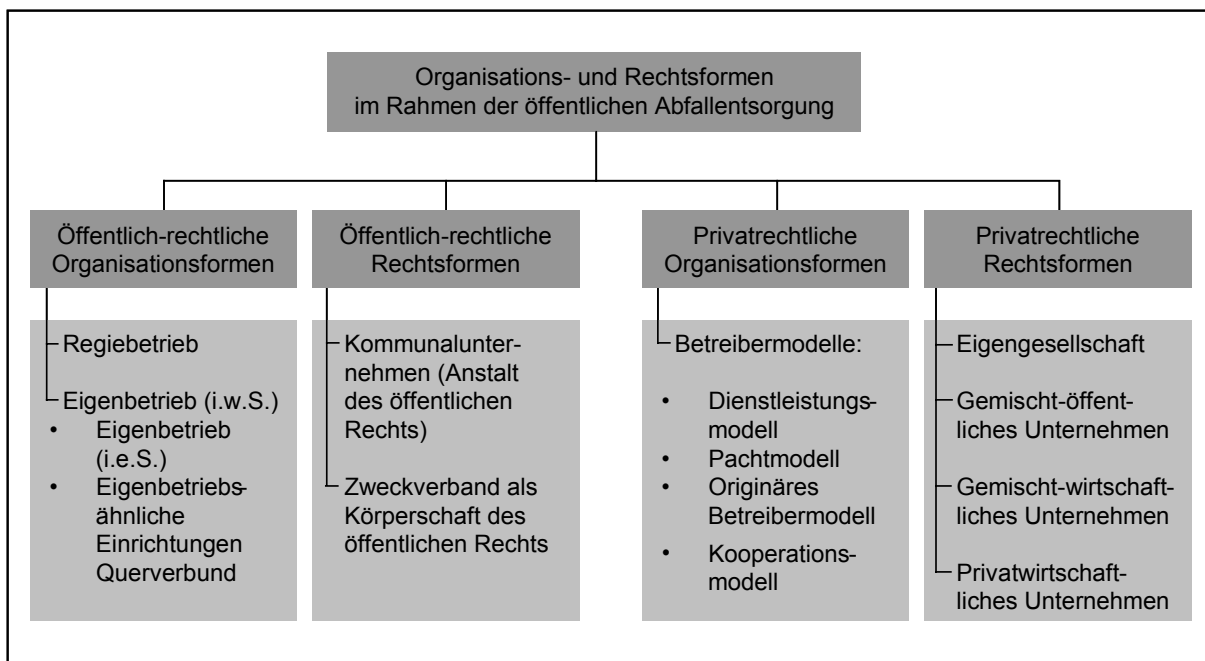 Organisations- und Rechtsformen
im Rahmen der öffentlichen Abfallentsorgung
Öffentlich-rechtliche
Organisationsformen
Regiebetrieb
Eigenbetrieb (i.w.S.)
• Eigenbetrieb
(i.e.S.)
• Eigenbetriebs-
ähnliche
Einrichtungen
Querverbund
Öffentlich-rechtliche
Rechtsformen
Kommunalunter-
nehmen (Anstalt
des öffentlichen
Rechts)
Zweckverband als
Körperschaft des
öffentlichen Rechts
Privatrechtliche
Organisationsformen
Betreibermodelle:
• Dienstleistungs-
modell
• Pachtmodell
• Originäres
Betreibermodell
• Kooperations-
modell
Privatrechtliche
Rechtsformen
Eigengesellschaft
Gemischt-öffent-
liches Unternehmen
Gemischt-wirtschaft-
liches Unternehmen
Privatwirtschaft-
liches Unternehmen